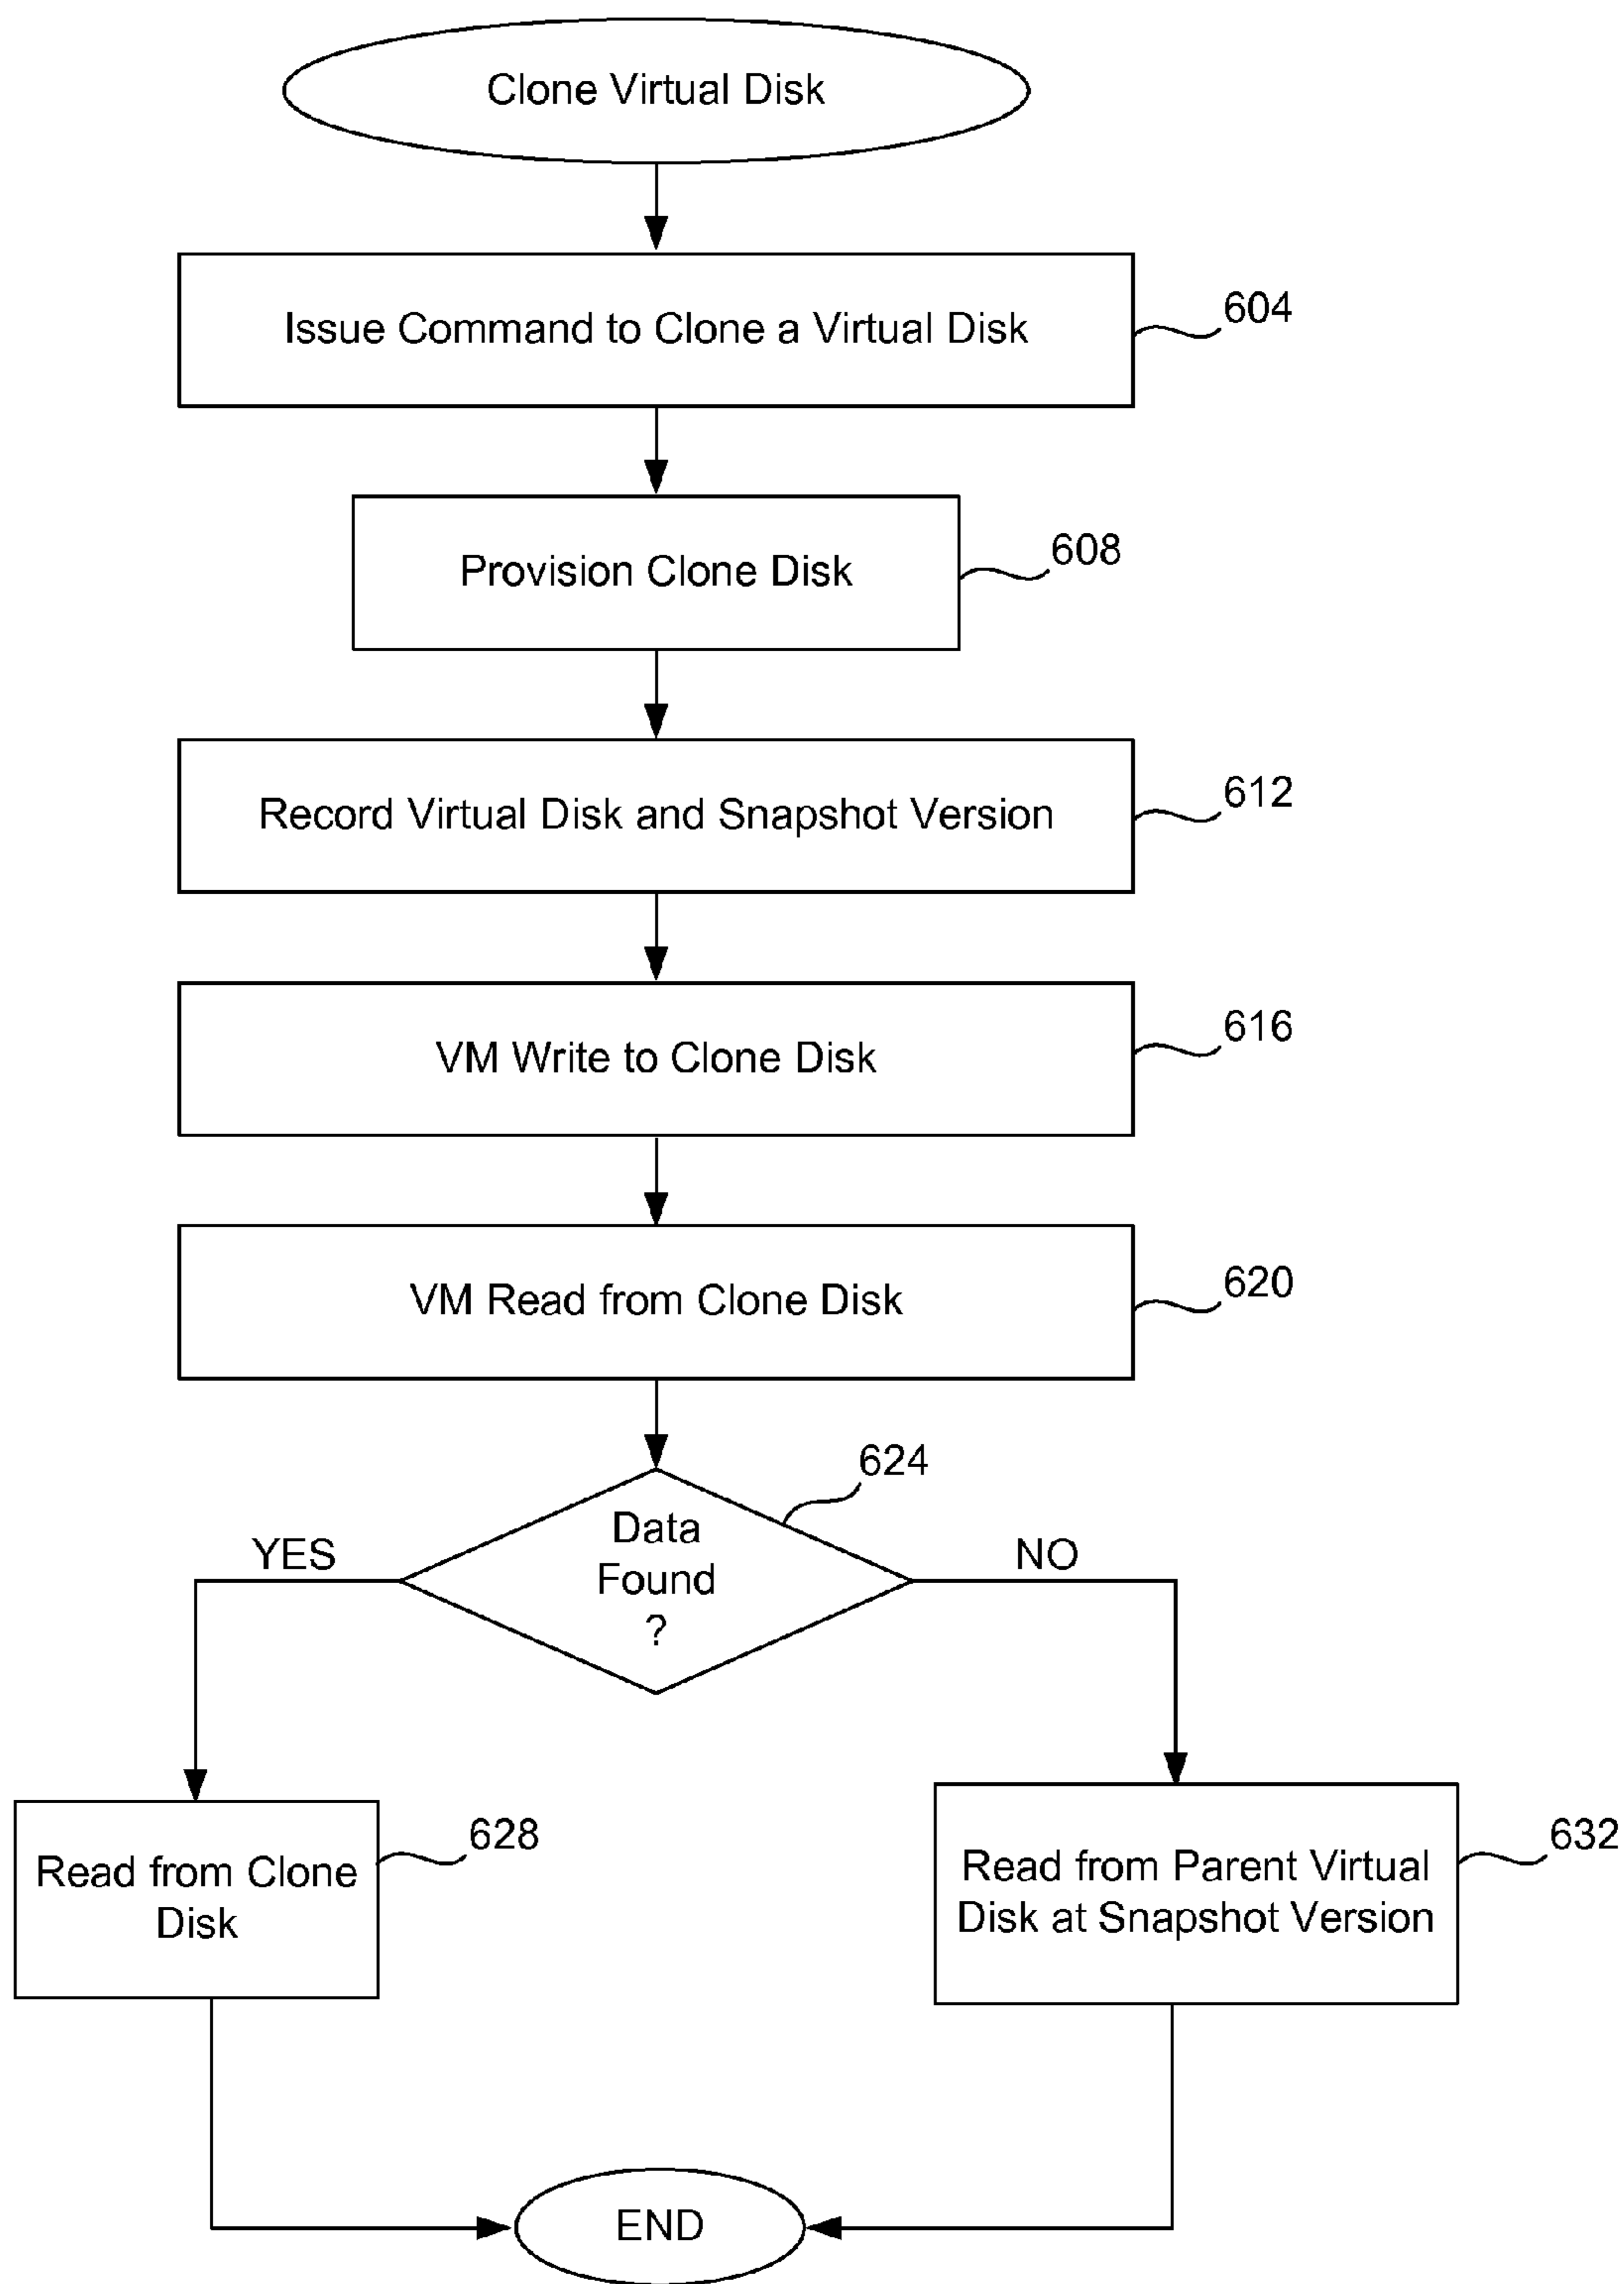 Clone Virtual Disk
Issue Command to Clone a Virtual Disk
604
Provision Clone Disk
608
Record Virtual Disk and Snapshot Version
612
VM Write to Clone Disk
616
VM Read from Clone Disk
620
624
Data
Found
?
YES
NO
Read from Clone
Disk
628
Read from Parent Virtual
Disk at Snapshot Version
632
END